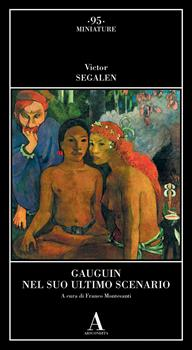 ·95·
MINIATURE
Victor
SEGALEN
GAUGUIN
NEL SUO ULTIMO SCENARIO
A cura di Franco Montesanti
A
ABSCONDITA